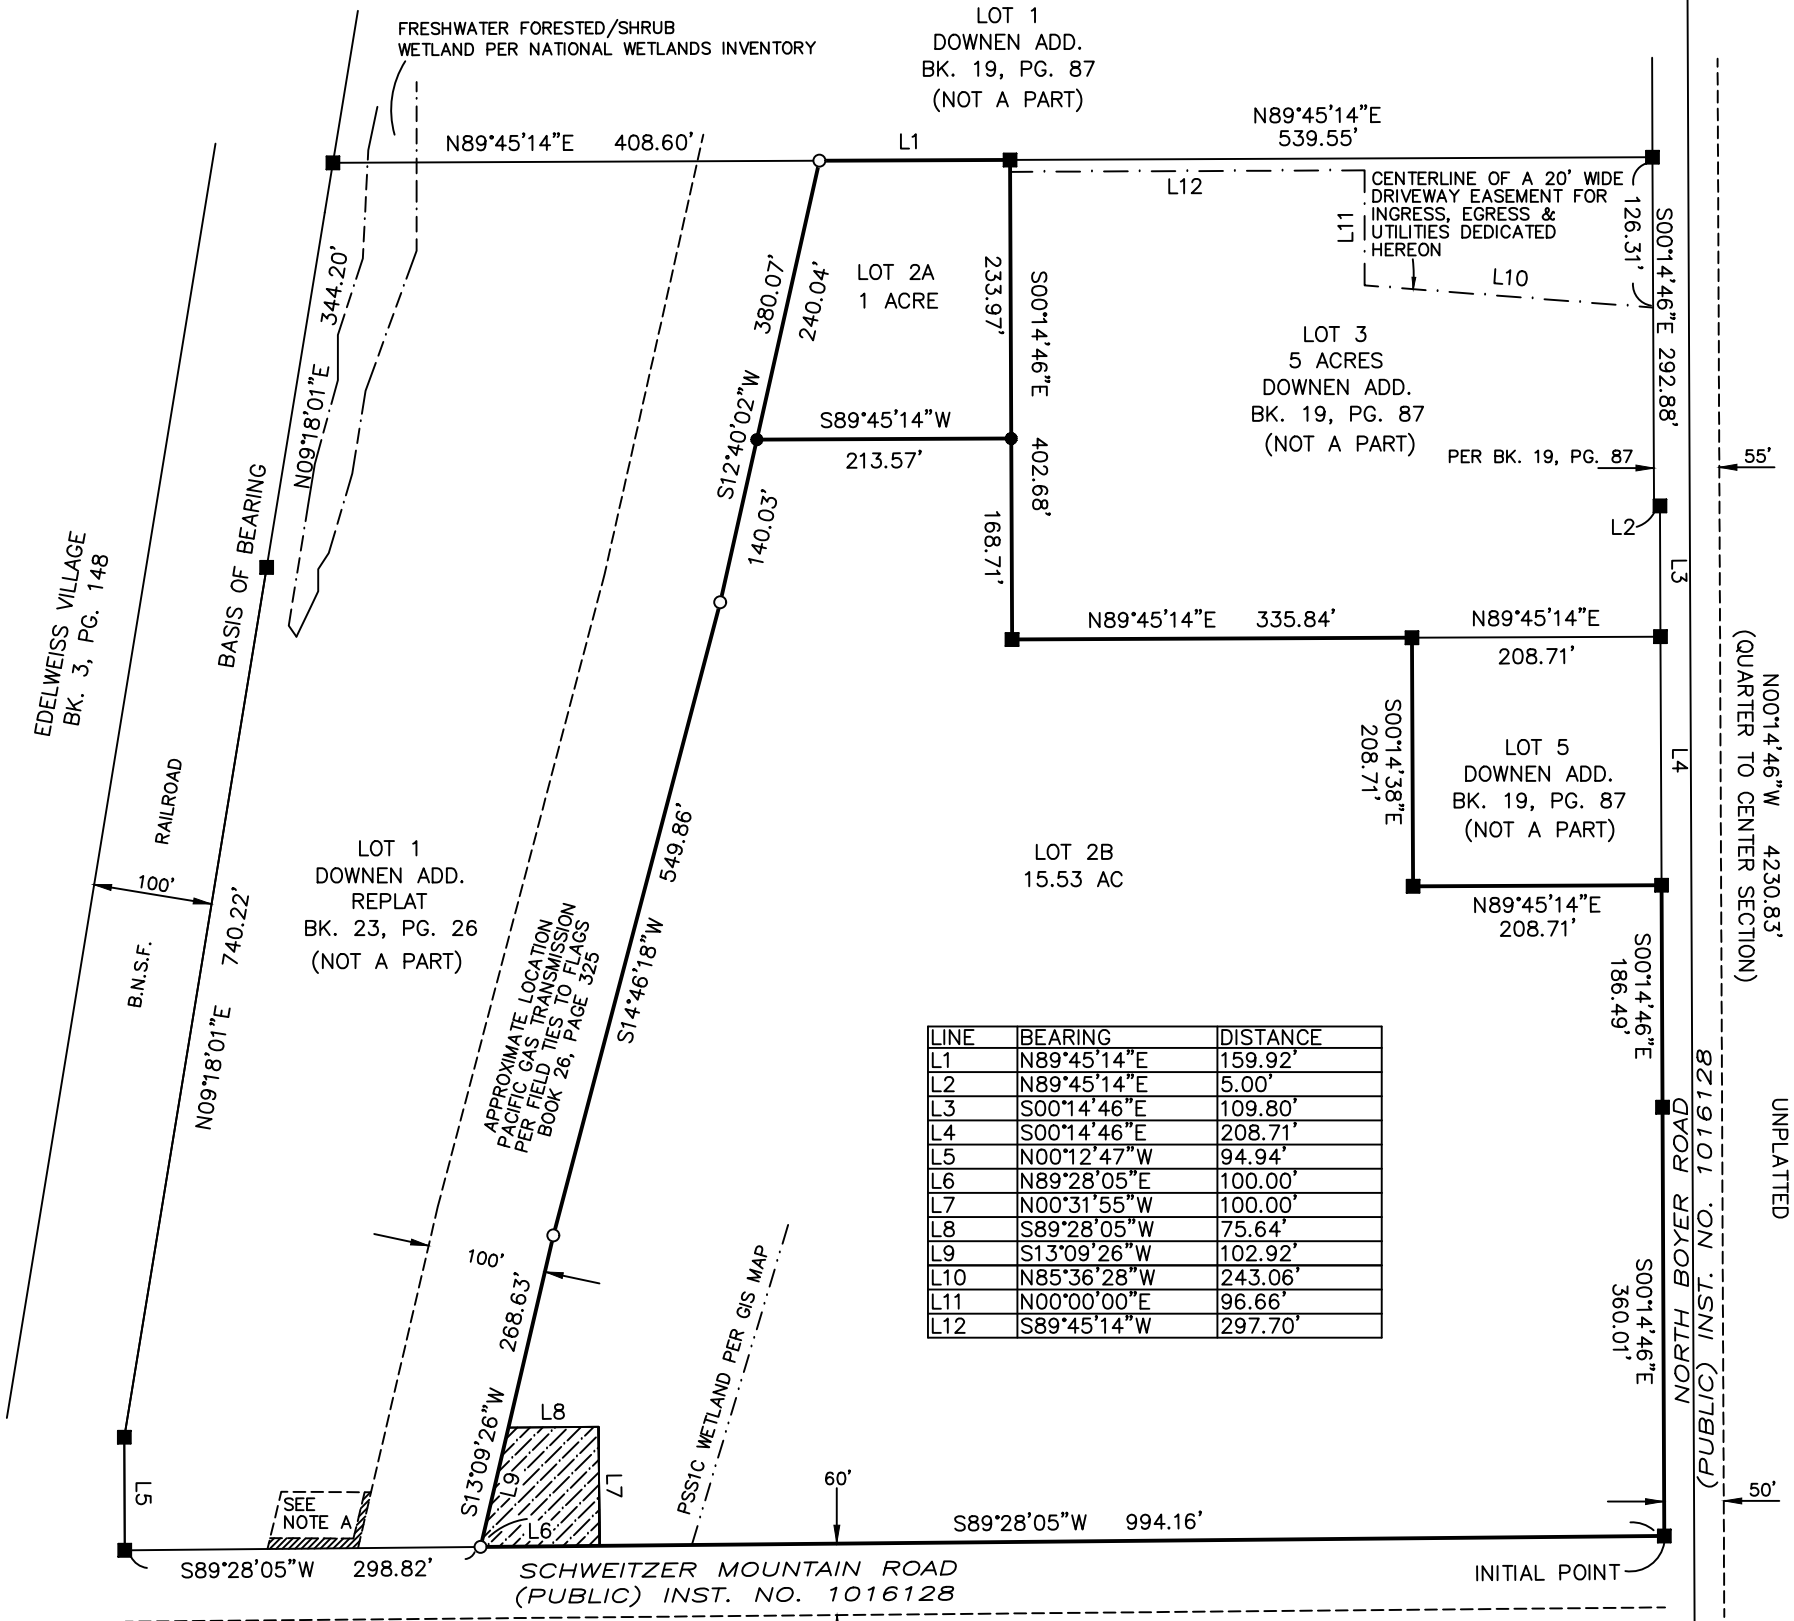 FRESHWATER FORESTED/SHRUB
WETLAND PER NATIONAL WETLANDS INVENTORY
LOT 1
DOWNEN ADD.
BK. 19, PG. 87
(NOT A PART)
N89°45'14"E 408.60'
L1
N89°45'14"E
539.55'
L12
L11
CENTERLINE OF A 20' WIDE
DRIVEWAY EASEMENT FOR
INGRESS, EGRESS &
UTILITIES DEDICATED
HEREON
L10
126.31'
S00°14'46"E 292.88'
N09°18'01"E 344.20'
380.07'
240.04'
LOT 2A
1 ACRE
233.97'
S00°14'46"E 402.68'
LOT 3
5 ACRES
DOWNEN ADD.
BK. 19, PG. 87
(NOT A PART)
S12°40'02"W
S89°45'14"W
213.57'
PER BK. 19, PG. 87
55'
140.03'
168.71'
L2
L3
BASIS OF BEARING
EDELWEISS VILLAGE
BK. 3, PG. 148
N89°45'14"E 335.84'
N89°45'14"E
208.71'
N00°14'46"W 4230.83'
(QUARTER TO CENTER SECTION)
S00°14'38"E
208.71'
LOT 5
DOWNEN ADD.
BK. 19, PG. 87
(NOT A PART)
L4
RAILROAD
100'
B.N.S.F.
N09°18'01"E 740.22'
LOT 1
DOWNEN ADD.
REPLAT
BK. 23, PG. 26
(NOT A PART)
549.86'
S14°46'18"W
LOT 2B
15.53 AC
N89°45'14"E
208.71'
S00°14'46"E
186.49'
APPROXIMATE LOCATION
PACIFIC GAS TRANSMISSION
PER FIELD TIES TO FLAGS
BOOK 26, PAGE 325
LINE BEARING DISTANCE
L1 N89°45'14"E 159.92'
L2 N89°45'14"E 5.00'
L3 S00°14'46"E 109.80'
L4 S00°14'46"E 208.71'
L5 N00°12'47"W 94.94'
L6 N89°28'05"E 100.00'
L7 N00°31'55"W 100.00'
L8 S89°28'05"W 75.64'
L9 S13°09'26"W 102.92'
L10 N85°36'28"W 243.06'
L11 N00°00'00"E 96.66'
L12 S89°45'14"W 297.70'
UNPLATTED
NORTH BOYER ROAD
(PUBLIC) INST. NO. 1016128
S00°14'46"E
360.01'
100'
268.63'
S13°09'26"W
PSS1C WETLAND PER GIS MAP
L8
L9
L7
L6
L5
SEE
NOTE A
60'
50'
S89°28'05"W 298.82'
S89°28'05"W 994.16'
SCHWEITZER MOUNTAIN ROAD
(PUBLIC) INST. NO. 1016128
INITIAL POINT